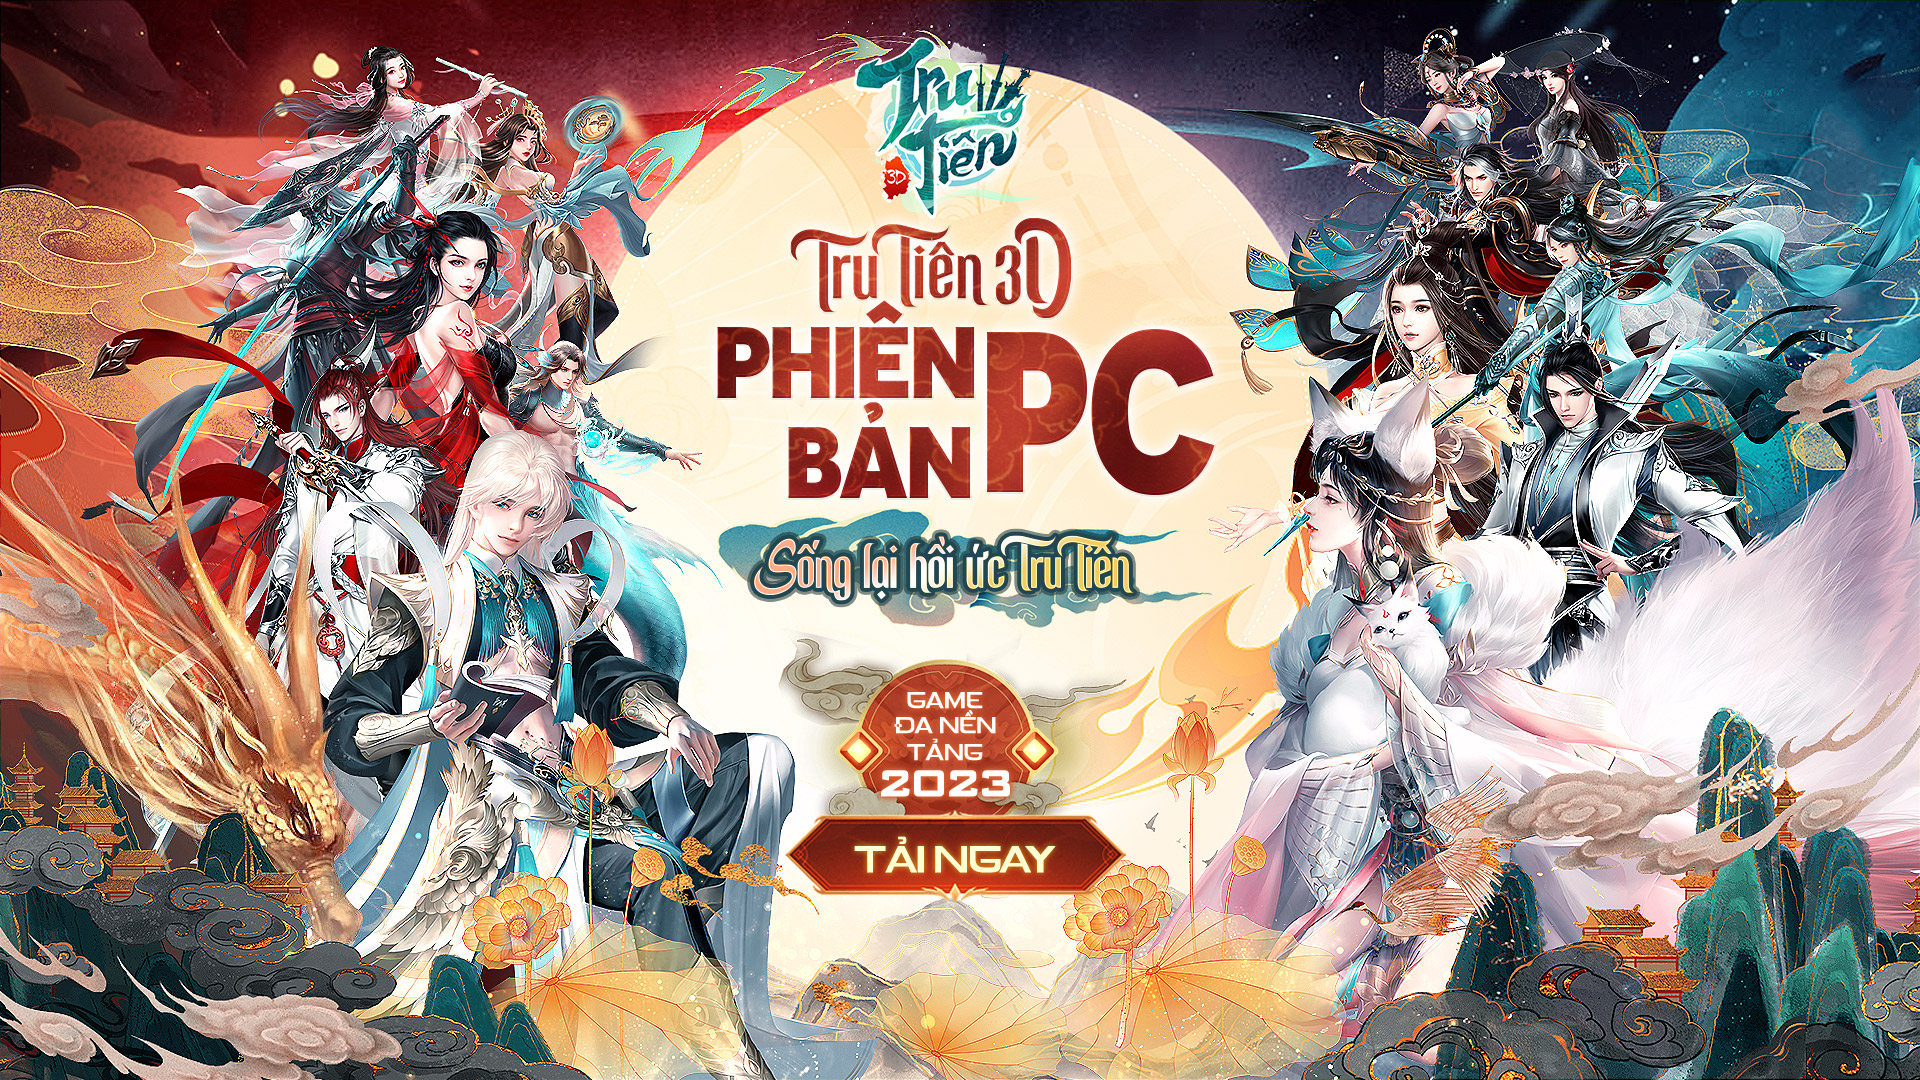 Tru
Tiên
3D
Tru Tiên 3D
PHIÊN
BẢN
PC
Sống lại hồi ức Tru Tiên
GAME
ĐA NỀN
TẢNG
2023
TẢI NGAY